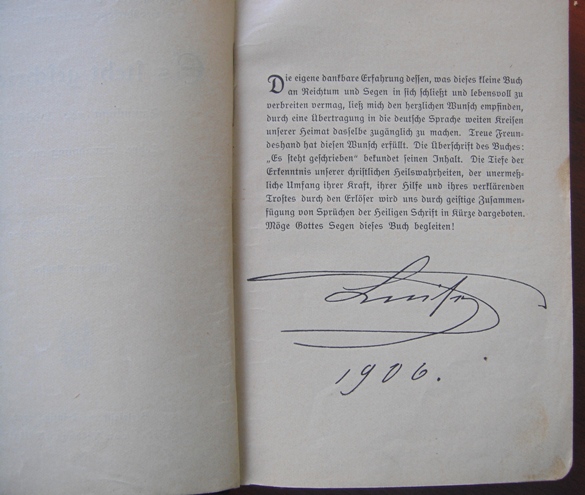 Die eigene dankbare Erfahrung dessen, was dieses kleine Buch
an Reichtum und Segen in sich schließt und lebensvoll zu
verbreiten vermag, ließ mich den herzlichen Wunsch empfinden,
durch eine Übertragung in die deutsche Sprache weiten Kreisen
unserer Heimat dasselbe zugänglich zu machen. Treue Freun-
deshand hat diesen Wunsch erfüllt. Die Überschrift des Buches:
„Es steht geschrieben" bekundet seinen Inhalt. Die Tiefe der
Erkenntnis unserer christlichen Heilswahrheiten, der unermeß-
liche Umfang ihrer Kraft, ihrer Hilfe und ihres verklärenden
Trostes durch den Erlöser wird uns durch geistige Zusammen-
fügung von Sprüchen der Heiligen Schrift in Kürze dargeboten.
Möge Gottes Segen dieses Buch begleiten!
Luise
1906.